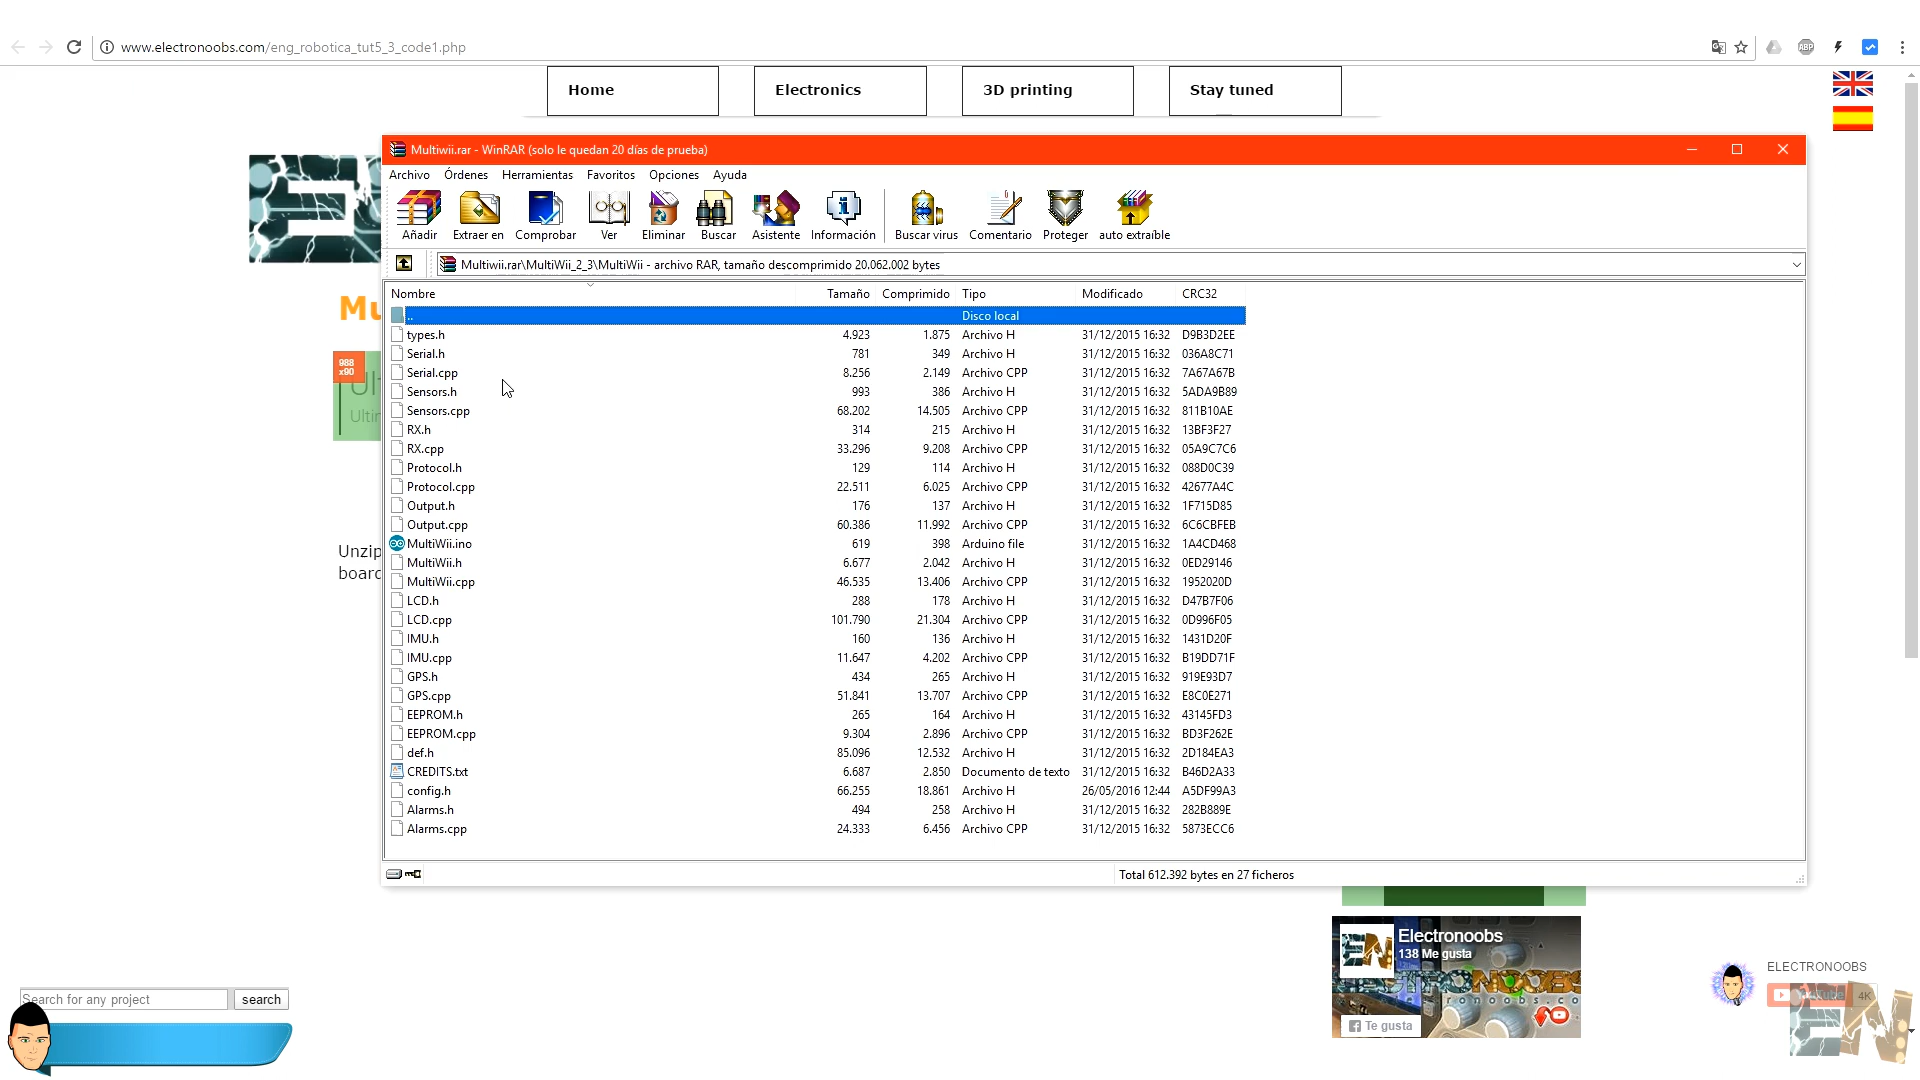 www.electronoobs.com/eng_robotica_tut5_3_code1.php
ABP
Home Electronics 3D printing Stay tuned
Multiwii.rar - WinRAR (solo le quedan 20 días de prueba)
Archivo Órdenes Herramientas Favoritos Opciones Ayuda
Añadir Extraer en Comprobar Ver Eliminar Buscar Asistente Información Buscar virus Comentario Proteger auto extraíble
Multiwii.rar\MultiWii_2_3\MultiWii - archivo RAR, tamaño descomprimido 20.062.002 bytes
Nombre Tamaño Comprimido Tipo Modificado CRC32
.. Disco local
types.h 4.923 1.875 Archivo H 31/12/2015 16:32 D9B3D2EE
Serial.h 781 349 Archivo H 31/12/2015 16:32 036A8C71
Serial.cpp 8.256 2.149 Archivo CPP 31/12/2015 16:32 7A67A67B
Sensors.h 993 386 Archivo H 31/12/2015 16:32 5ADA9B89
Sensors.cpp 68.202 14.505 Archivo CPP 31/12/2015 16:32 811B10AE
RX.h 314 215 Archivo H 31/12/2015 16:32 13BF3F27
RX.cpp 33.296 9.208 Archivo CPP 31/12/2015 16:32 05A9C7C6
Protocol.h 129 114 Archivo H 31/12/2015 16:32 088D0C39
Protocol.cpp 22.511 6.025 Archivo CPP 31/12/2015 16:32 42677A4C
Output.h 176 137 Archivo H 31/12/2015 16:32 1F715D85
Output.cpp 60.386 11.992 Archivo CPP 31/12/2015 16:32 6C6CBFEB
MultiWii.ino 619 398 Arduino file 31/12/2015 16:32 1A4CD468
MultiWii.h 6.677 2.042 Archivo H 31/12/2015 16:32 0ED29146
MultiWii.cpp 46.535 13.406 Archivo CPP 31/12/2015 16:32 1952020D
LCD.h 288 178 Archivo H 31/12/2015 16:32 D47B7F06
LCD.cpp 101.790 21.304 Archivo CPP 31/12/2015 16:32 0D996F05
IMU.h 160 136 Archivo H 31/12/2015 16:32 1431D20F
IMU.cpp 11.647 4.202 Archivo CPP 31/12/2015 16:32 B19DD71F
GPS.h 434 265 Archivo H 31/12/2015 16:32 919E93D7
GPS.cpp 51.841 13.707 Archivo CPP 31/12/2015 16:32 E8C0E271
EEPROM.h 265 164 Archivo H 31/12/2015 16:32 43145FD3
EEPROM.cpp 9.304 2.896 Archivo CPP 31/12/2015 16:32 BD3F262E
def.h 85.096 12.532 Archivo H 31/12/2015 16:32 2D184EA3
CREDITS.txt 6.687 2.850 Documento de texto 31/12/2015 16:32 B46D2A33
config.h 66.255 18.861 Archivo H 26/05/2016 12:44 A5DF99A3
Alarms.h 494 258 Archivo H 31/12/2015 16:32 282B889E
Alarms.cpp 24.333 6.456 Archivo CPP 31/12/2015 16:32 5873ECC6
Total 612.392 bytes en 27 ficheros
Mu
988
x90
Ul
Ulti
Unzip
board
Electronoobs
138 Me gusta
Te gusta
ELECTRONOOBS
4K
EN
Search for any project search